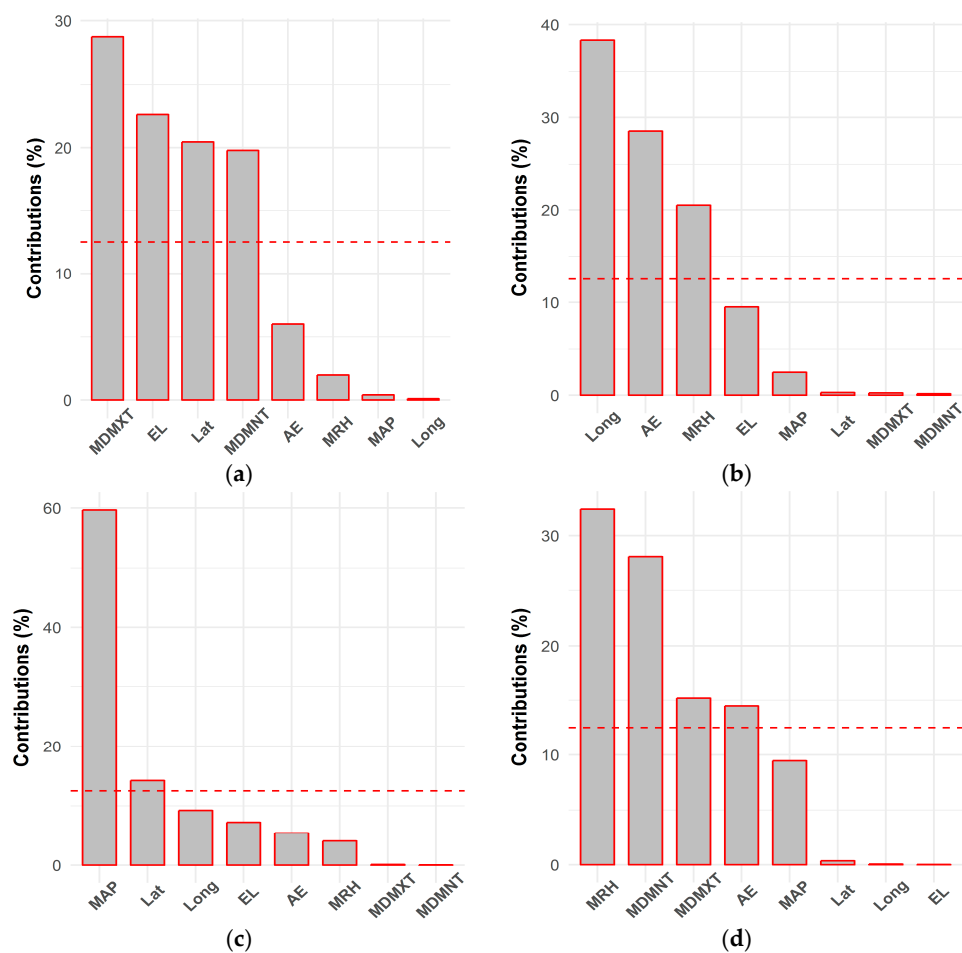 30
20
10
0
Contributions (%)
MDMXT
EL
Lat
MDMNT
AE
MRH
MAP
Long
(a)
40
30
20
10
0
Contributions (%)
Long
AE
MRH
EL
MAP
Lat
MDMXT
MDMNT
(b)
60
40
20
0
Contributions (%)
MAP
Lat
Long
EL
AE
MRH
MDMXT
MDMNT
(c)
30
20
10
0
Contributions (%)
MRH
MDMNT
MDMXT
AE
MAP
Lat
Long
EL
(d)